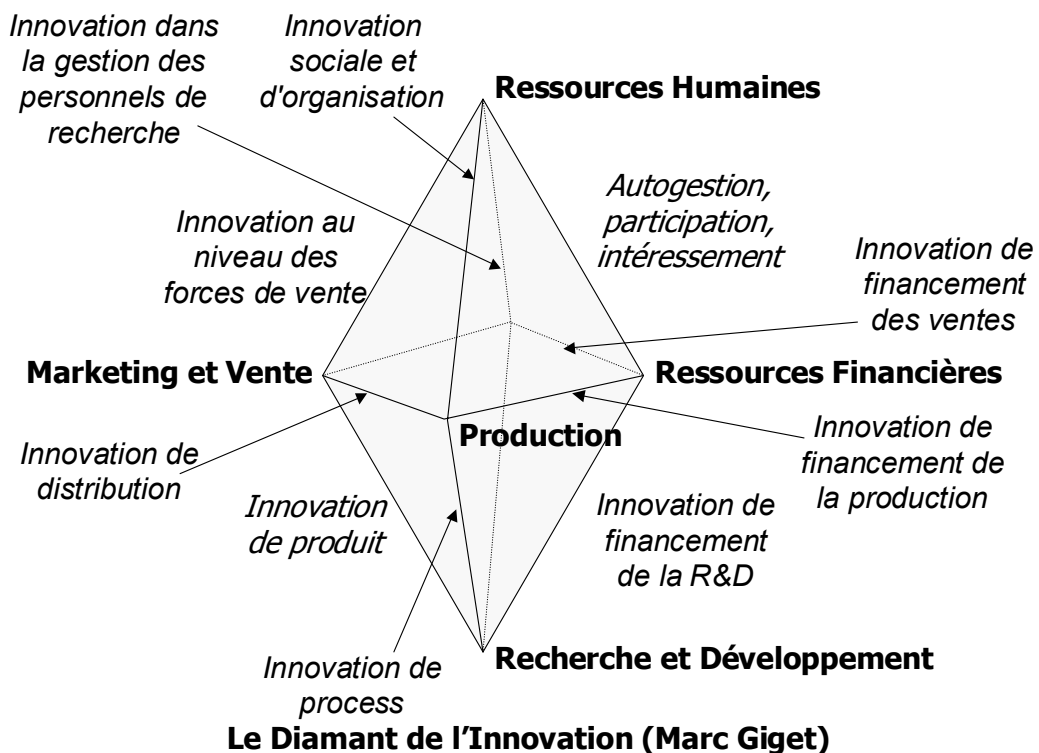 Innovation dans
la gestion des
personnels de
recherche
Innovation
sociale et
d'organisation
Ressources Humaines
Autogestion,
participation,
intéressement
Innovation au
niveau des
forces de vente
Innovation de
financement
des ventes
Marketing et Vente
Ressources Financières
Production
Innovation de
distribution
Innovation
de produit
Innovation de
financement
de la R&D
Innovation de
financement de
la production
Innovation de
process
Recherche et Développement
Le Diamant de l'Innovation (Marc Giget)